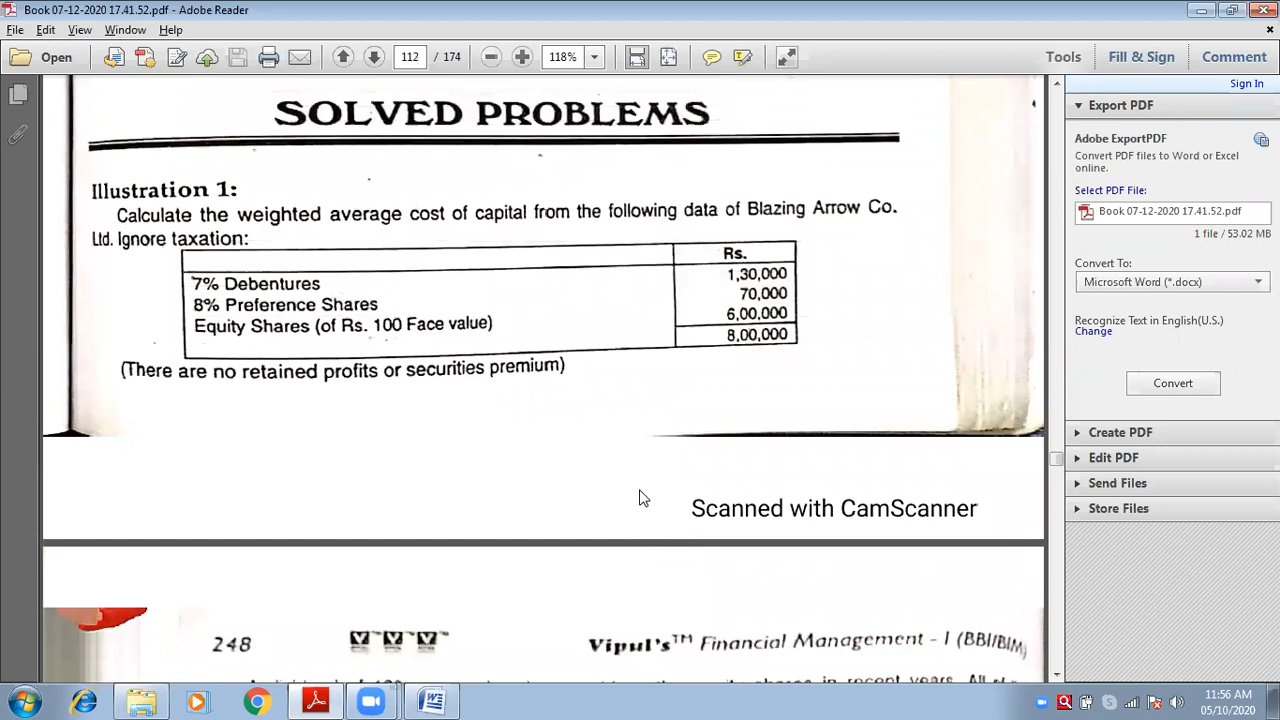 Book 07-12-2020 17.41.52.pdf - Adobe Reader
File Edit View Window Help
Open 112 / 174 118% Tools Fill & Sign Comment
Sign In
SOLVED PROBLEMS
Illustration 1:
Calculate the weighted average cost of capital from the following data of Blazing Arrow Co.
Ltd. Ignore taxation:
Rs.
7% Debentures 1,30,000
8% Preference Shares 70,000
Equity Shares (of Rs. 100 Face value) 6,00,000
8,00,000
(There are no retained profits or securities premium)
Scanned with CamScanner
248 Vipul's™ Financial Management - I (BBI/BIM)
Export PDF
Adobe ExportPDF
Convert PDF files to Word or Excel
online.
Select PDF File:
Book 07-12-2020 17.41.52.pdf
1 file / 53.02 MB
Convert To:
Microsoft Word (*.docx)
Recognize Text in English(U.S.)
Change
Convert
Create PDF
Edit PDF
Send Files
Store Files
11:56 AM
05/10/2020